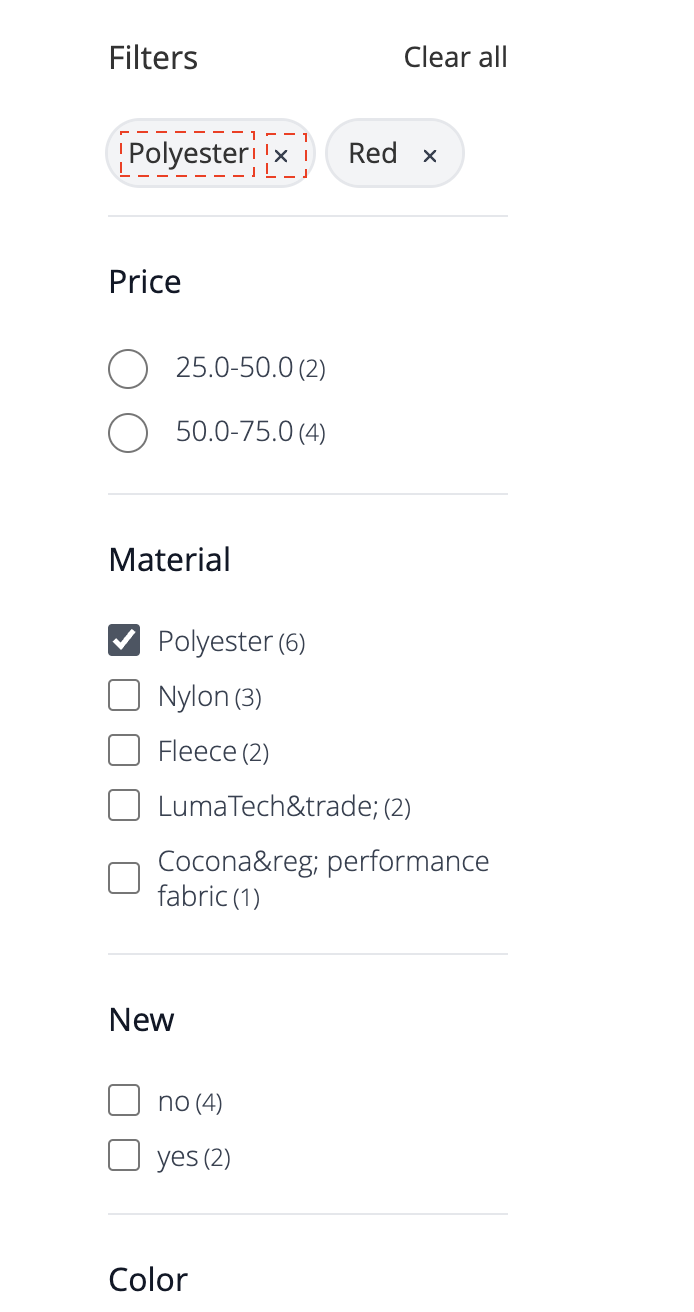 Filters Clear all
Polyester × Red ×
Price
25.0-50.0 (2)
50.0-75.0 (4)
Material
Polyester (6)
Nylon (3)
Fleece (2)
LumaTech&trade; (2)
Cocona&reg; performance
fabric (1)
New
no (4)
yes (2)
Color